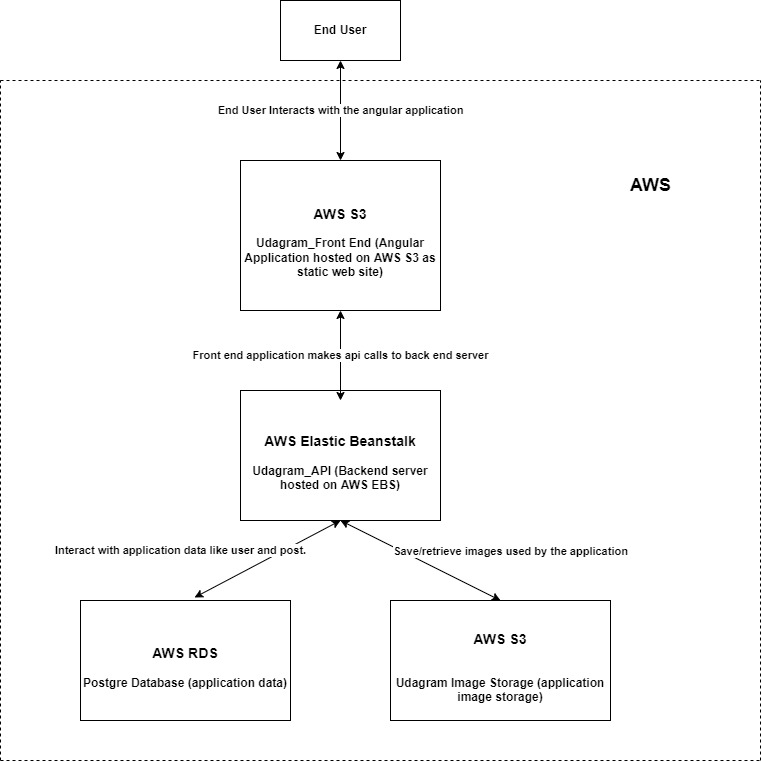 End User
End User Interacts with the angular application
AWS
AWS S3
Udagram_Front End (Angular
Application hosted on AWS S3 as
static web site)
Front end application makes api calls to back end server
AWS Elastic Beanstalk
Udagram_API (Backend server
hosted on AWS EBS)
Interact with application data like user and post.
Save/retrieve images used by the application
AWS RDS
Postgre Database (application data)
AWS S3
Udagram Image Storage (application
image storage)